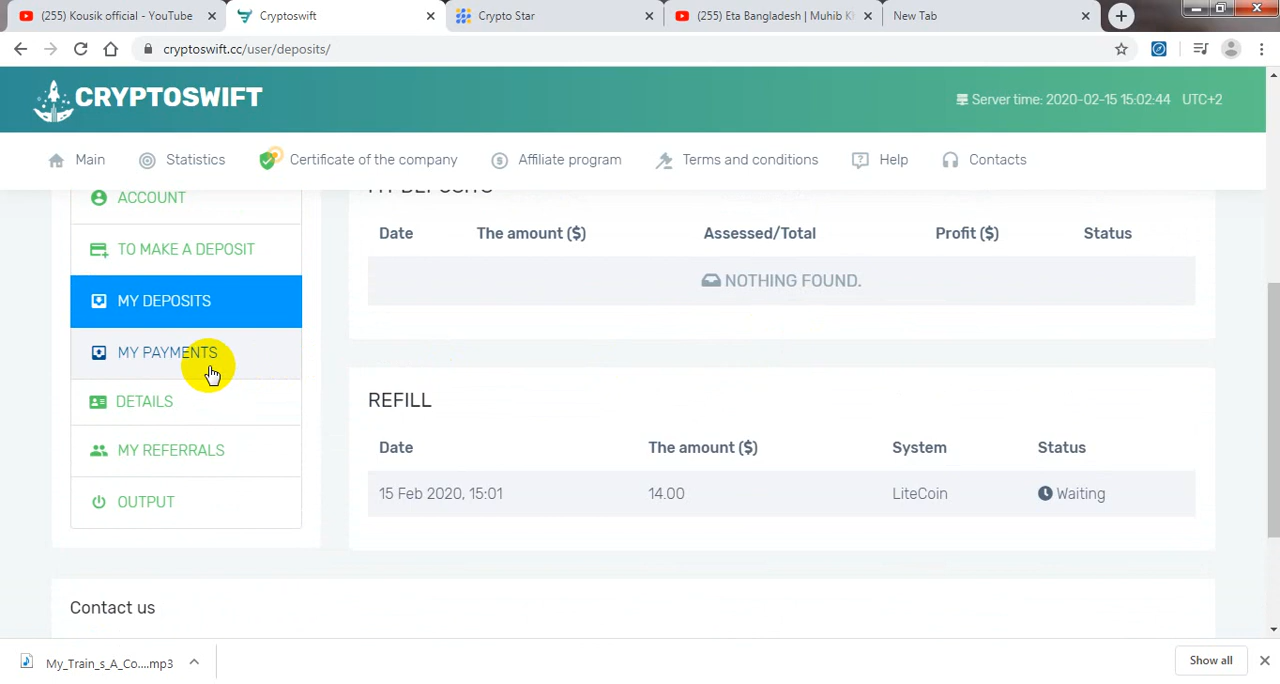 (255) Kousik official - YouTube
Cryptoswift
Crypto Star
(255) Eta Bangladesh | Muhib K
New Tab
cryptoswift.cc/user/deposits/
CRYPTOSWIFT
Server time: 2020-02-15 15:02:44 UTC+2
Main
Statistics
Certificate of the company
Affiliate program
Terms and conditions
Help
Contacts
ACCOUNT
TO MAKE A DEPOSIT
MY DEPOSITS
MY PAYMENTS
DETAILS
MY REFERRALS
OUTPUT
MY DEPOSITS
Date The amount ($) Assessed/Total Profit ($) Status
NOTHING FOUND.
REFILL
Date The amount ($) System Status
15 Feb 2020, 15:01 14.00 LiteCoin Waiting
Contact us
My_Train_s_A_Co....mp3
Show all